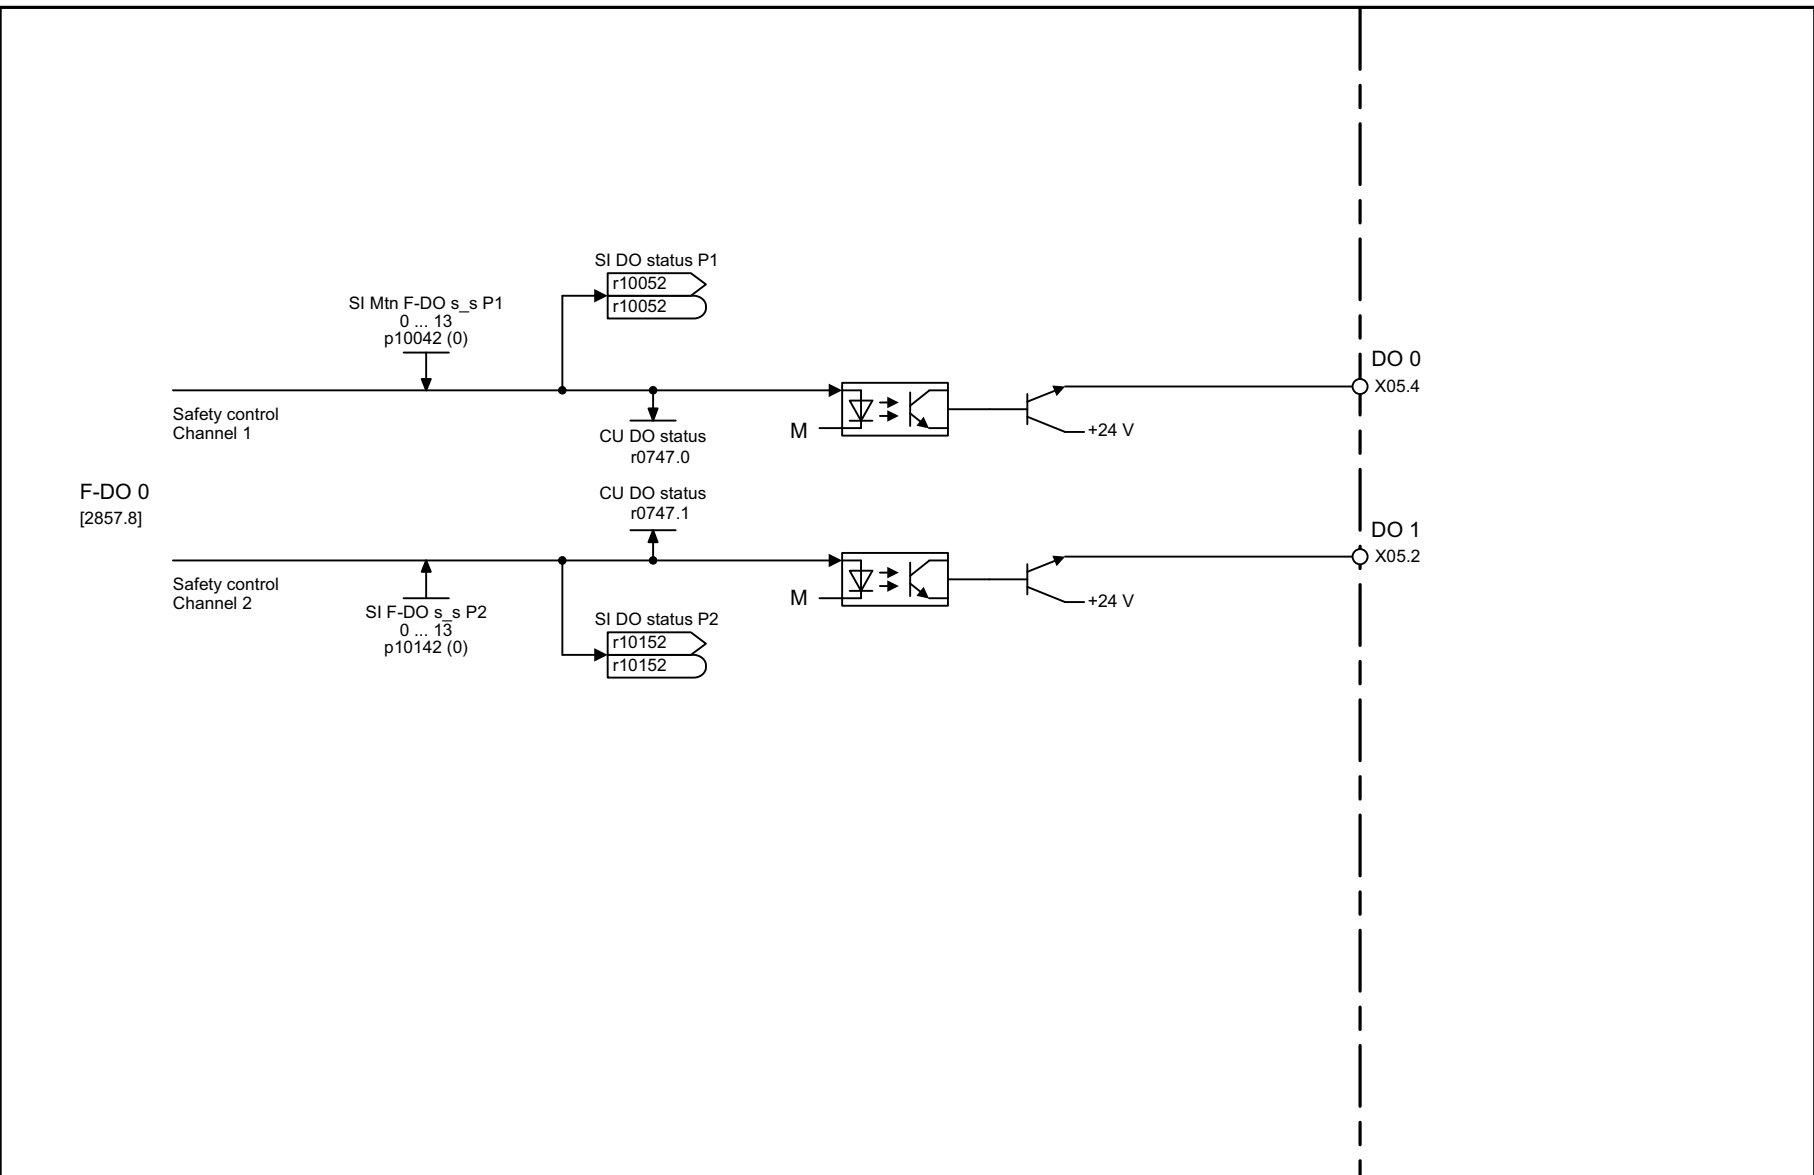 SI DO status P1
r10052
r10052
SI Mtn F-DO s_s P1
0 ... 13
p10042 (0)
DO 0
X05.4
Safety control
Channel 1
M
+24 V
CU DO status
r0747.0
F-DO 0
[2857.8]
CU DO status
r0747.1
DO 1
X05.2
Safety control
Channel 2
M
+24 V
SI F-DO s_s P2
0 ... 13
p10142 (0)
SI DO status P2
r10152
r10152